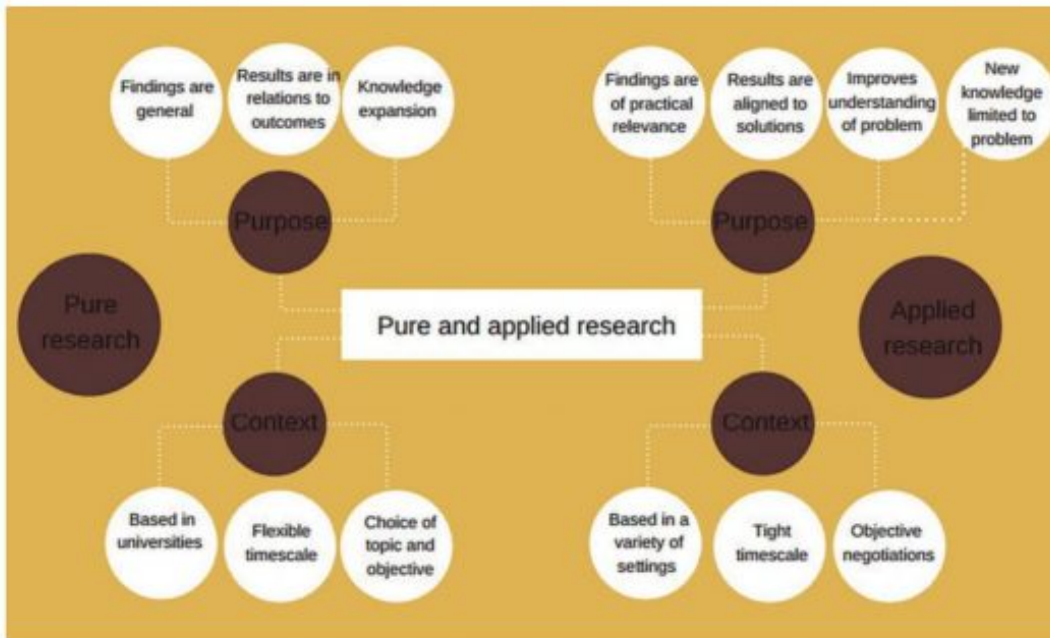 Findings are
general
Results are in
relations to
outcomes
Knowledge
expansion
Findings are
of practical
relevance
Results are
aligned to
solutions
Improves
understanding
of problem
New
knowledge
limited to
problem
Purpose
Purpose
Pure
research
Pure and applied research
Applied
research
Context
Context
Based in
universities
Flexible
timescale
Choice of
topic and
objective
Based in a
variety of
settings
Tight
timescale
Objective
negotiations